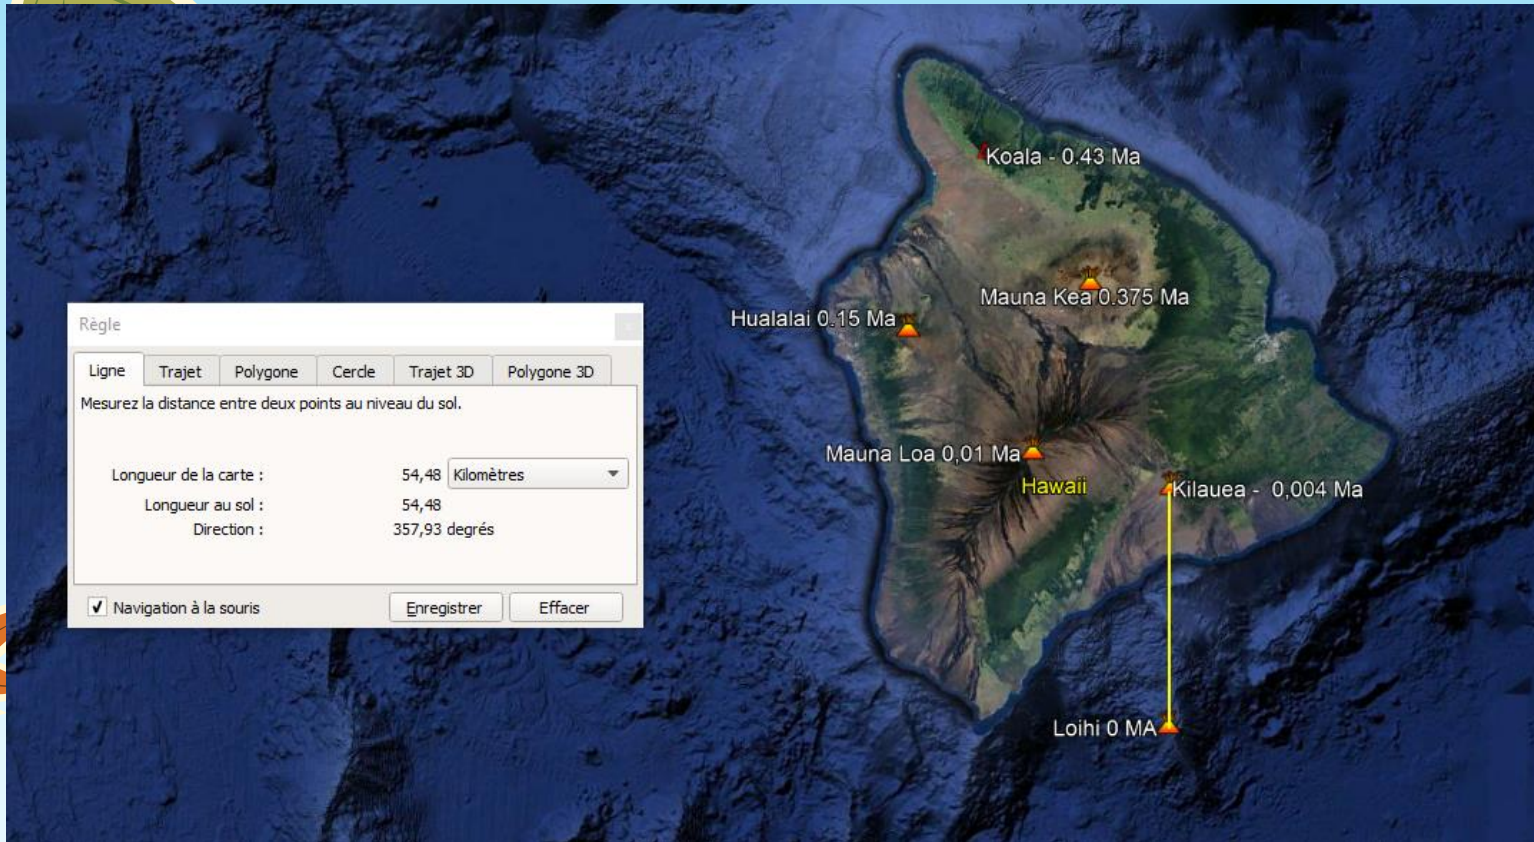 Koala - 0.43 Ma
Mauna Kea 0.375 Ma
Hualalai 0.15 Ma
Règle
Ligne Trajet Polygone Cercle Trajet 3D Polygone 3D
Mesurez la distance entre deux points au niveau du sol.
Longueur de la carte : 54,48 Kilomètres
Longueur au sol : 54,48
Direction : 357,93 degrés
Navigation à la souris Enregistrer Effacer
Mauna Loa 0,01 Ma
Hawaii
Kilauea - 0,004 Ma
Loihi 0 MA